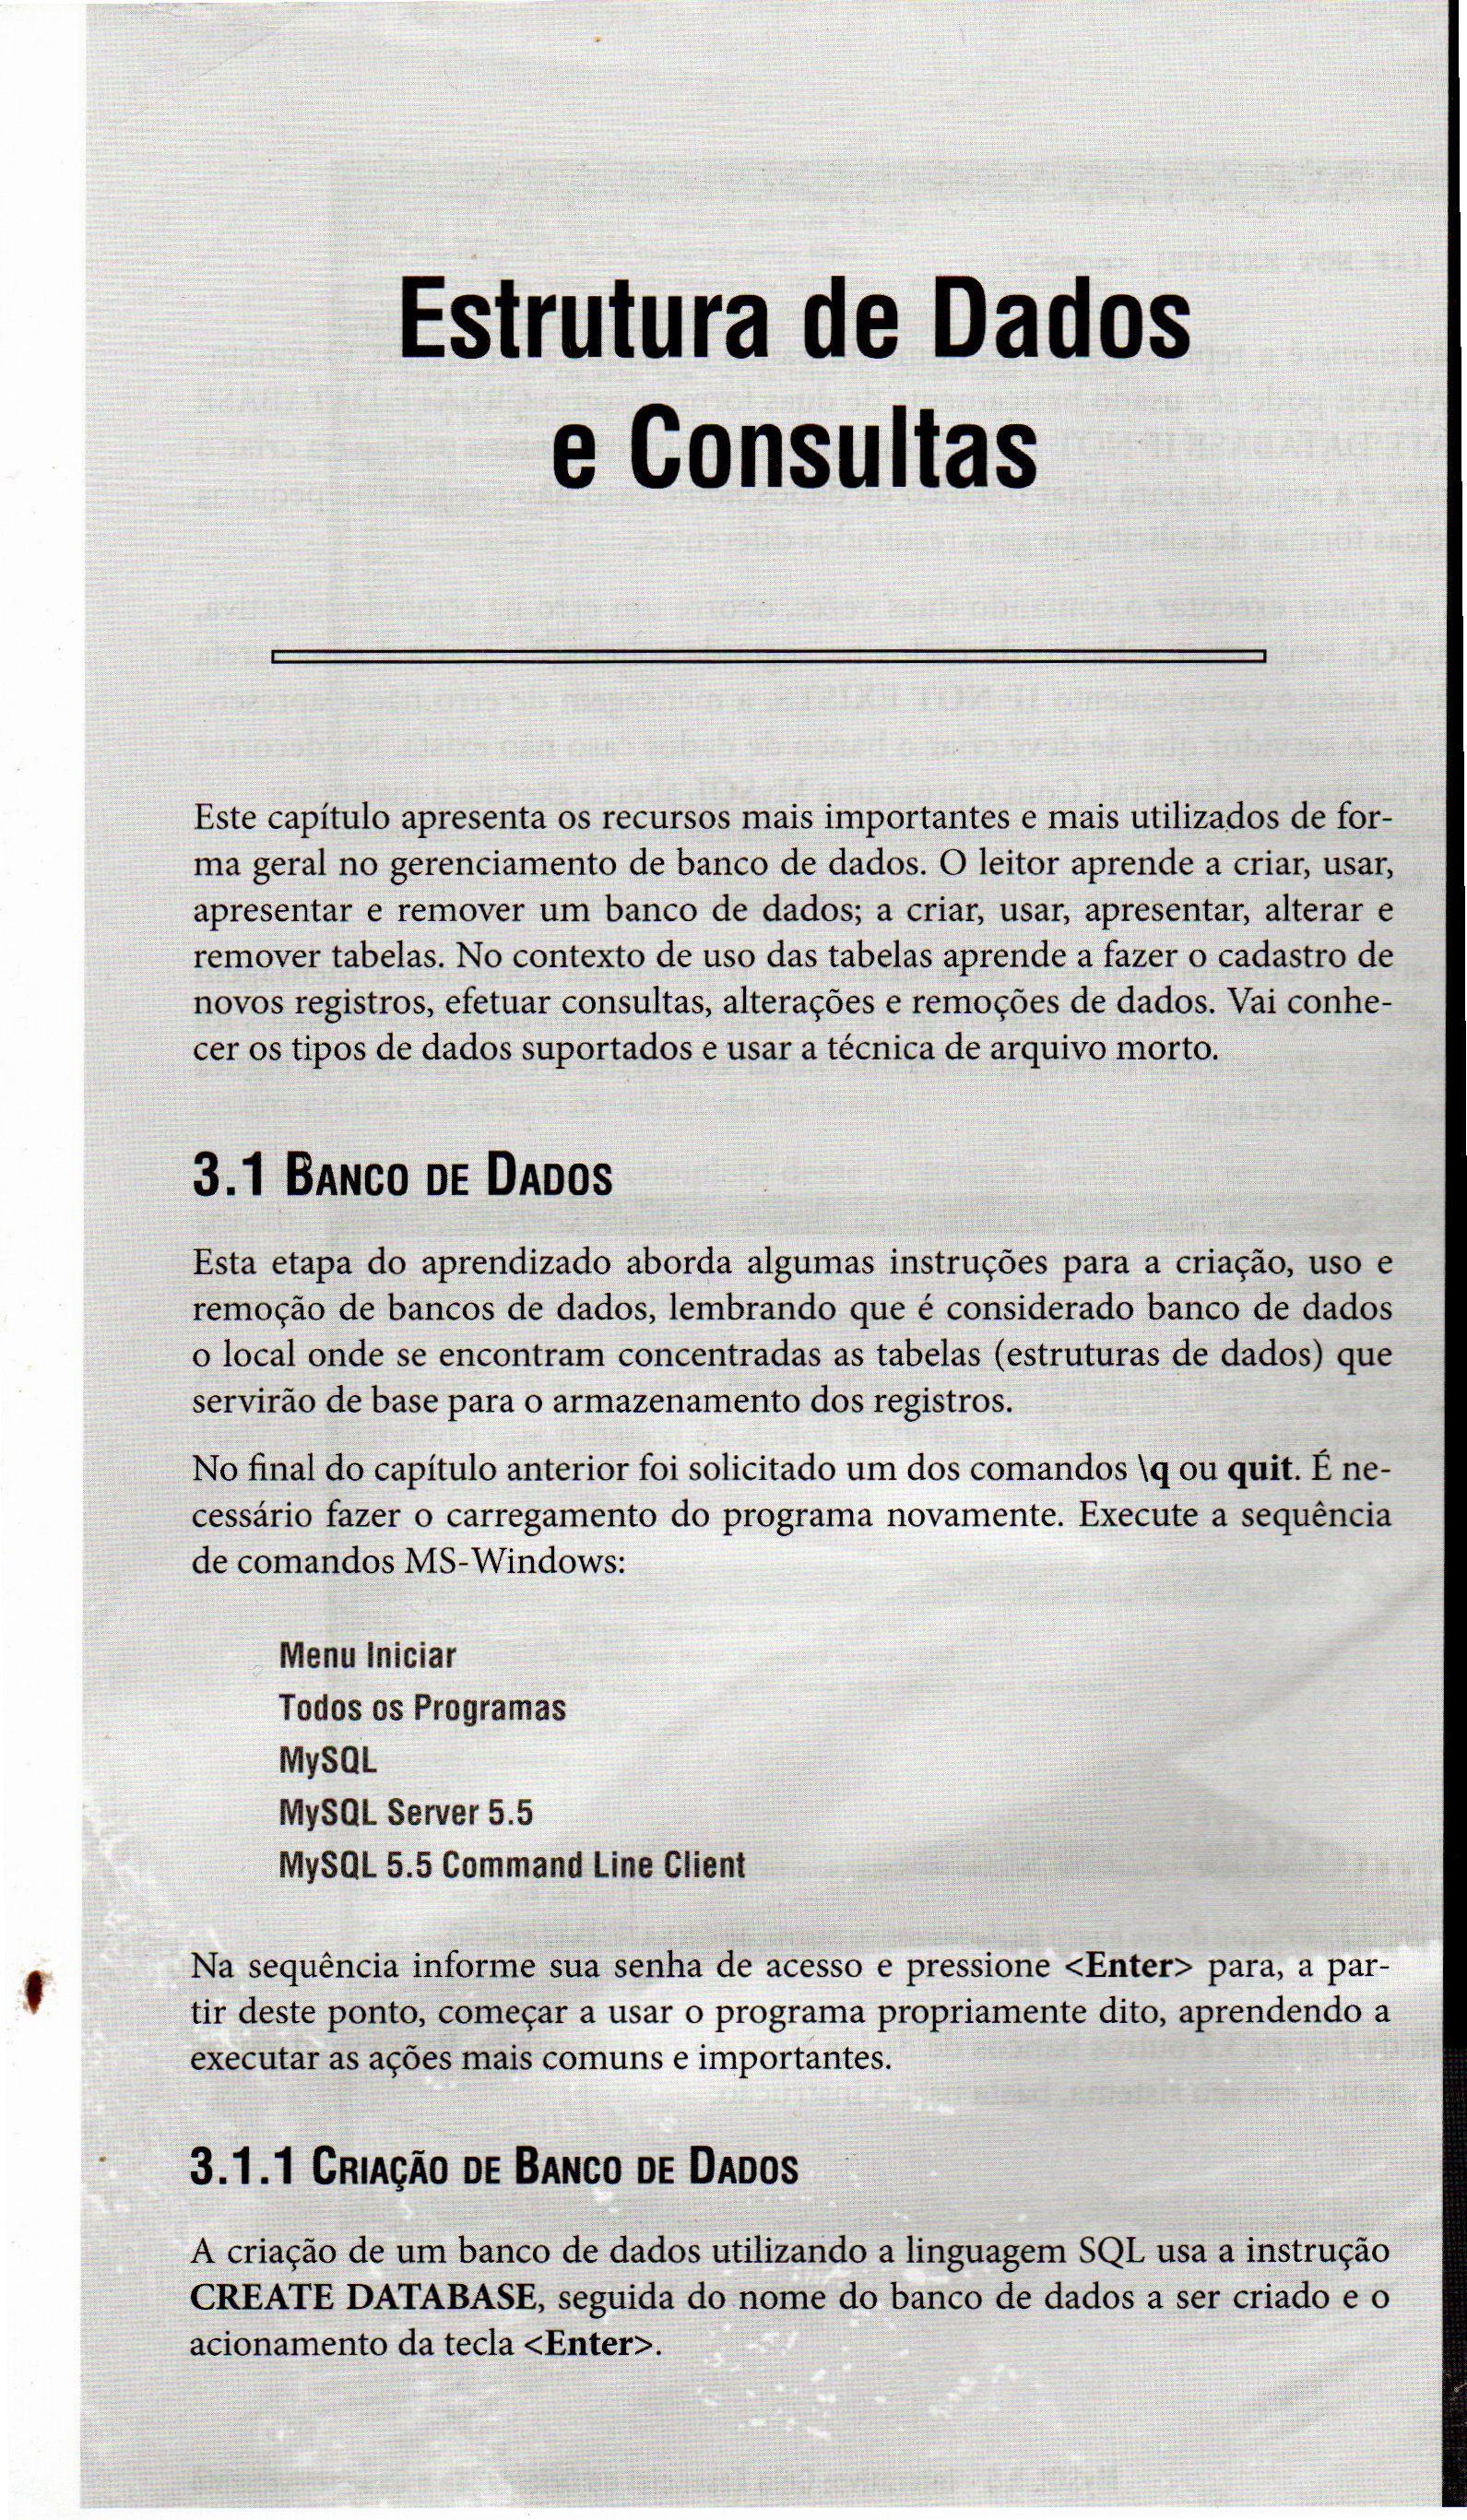 Estrutura de Dados
e Consultas
Este capítulo apresenta os recursos mais importantes e mais utilizados de for-
ma geral no gerenciamento de banco de dados. O leitor aprende a criar, usar,
apresentar e remover um banco de dados; a criar, usar, apresentar, alterar e
remover tabelas. No contexto de uso das tabelas aprende a fazer o cadastro de
novos registros, efetuar consultas, alterações e remoções de dados. Vai conhe-
cer os tipos de dados suportados e usar a técnica de arquivo morto.
3.1 BANCO DE DADOS
Esta etapa do aprendizado aborda algumas instruções para a criação, uso e
remoção de bancos de dados, lembrando que é considerado banco de dados
o local onde se encontram concentradas as tabelas (estruturas de dados) que
servirão de base para o armazenamento dos registros.
No final do capítulo anterior foi solicitado um dos comandos \q ou quit. É ne-
cessário fazer o carregamento do programa novamente. Execute a sequência
de comandos MS-Windows:
Menu Iniciar
Todos os Programas
MySQL
MySQL Server 5.5
MySQL 5.5 Command Line Client
Na sequência informe sua senha de acesso e pressione <Enter> para, a par-
tir deste ponto, começar a usar o programa propriamente dito, aprendendo a
executar as ações mais comuns e importantes.
3.1.1 CRIAÇÃO DE BANCO DE DADOS
A criação de um banco de dados utilizando a linguagem SQL usa a instrução
CREATE DATABASE, seguida do nome do banco de dados a ser criado e o
acionamento da tecla <Enter>.